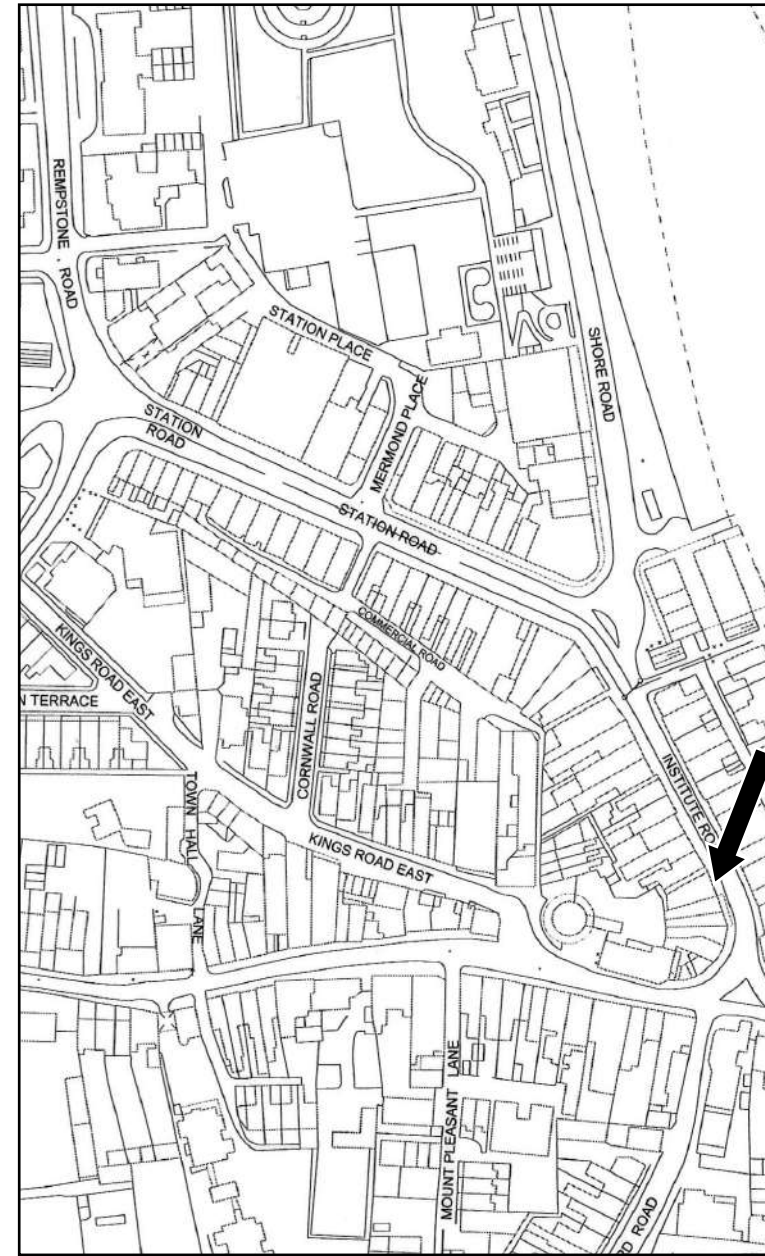 REMPSTONE ROAD
STATION PLACE
SHORE ROAD
MERMOND PLACE
STATION
ROAD
STATION ROAD
COMMERCIAL ROAD
KINGS ROAD EAST
N TERRACE
CORNWALL ROAD
INSTITUTE RO
TOWN HALL
LANE
KINGS ROAD EAST
MOUNT PLEASANT LANE
RD ROAD